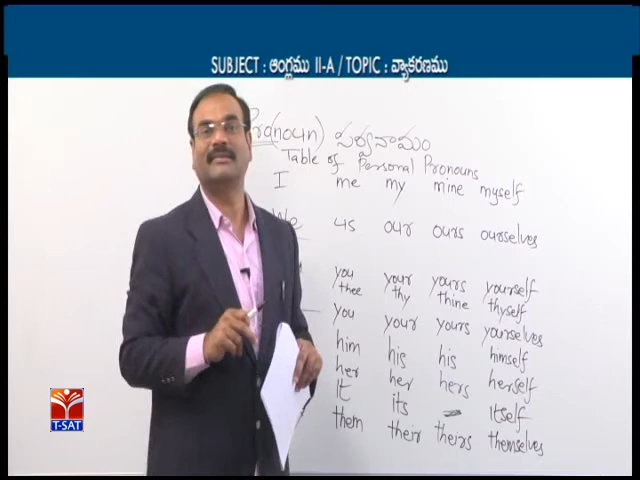 SUBJECT : ఆంగ్లము II-A / TOPIC : వ్యాకరణము
Pro(noun) సర్వనామం
Table of Personal Pronouns
I me my mine myself
We us our ours ourselves
you your yours yourself
thee thy thine thyself
you your yours yourselves
him his his himself
her her hers herself
It its - Itself
them their theirs themselves
T-SAT